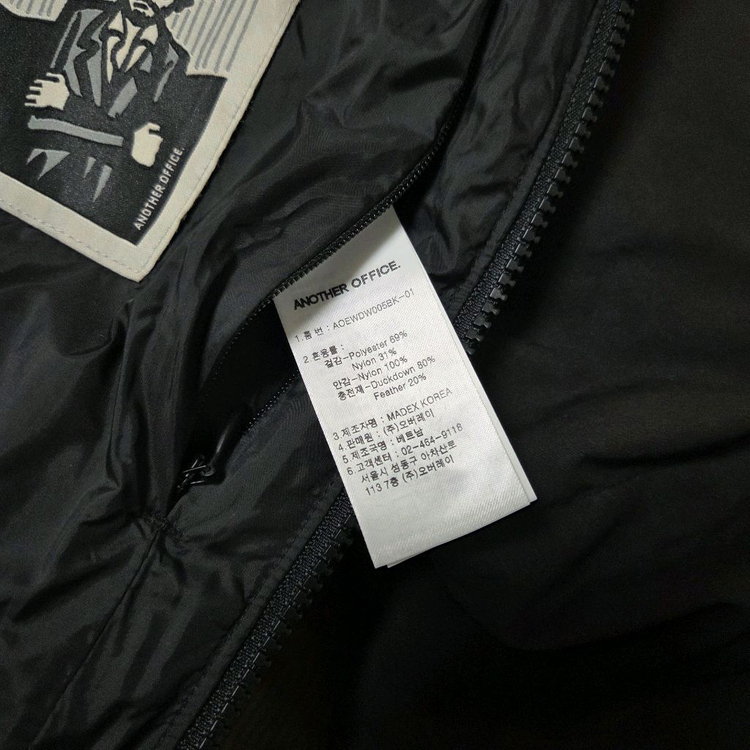 ANOTHER OFFICE.
ANOTHER OFFICE.
1.품 번 : AOEWDW005BK-01
2.혼용률 :
겉감-Polyester 69%
Nylon 31%
안감-Nylon 100%
충전재-Duckdown 80%
Feather 20%
3.제조자명 : MADEX KOREA
4.판매원 : (주)오버레이
5.제조국명 : 베트남
6.고객센터 : 02-464-9116
서울시 성동구 아차산로
113 7층 (주)오버레이